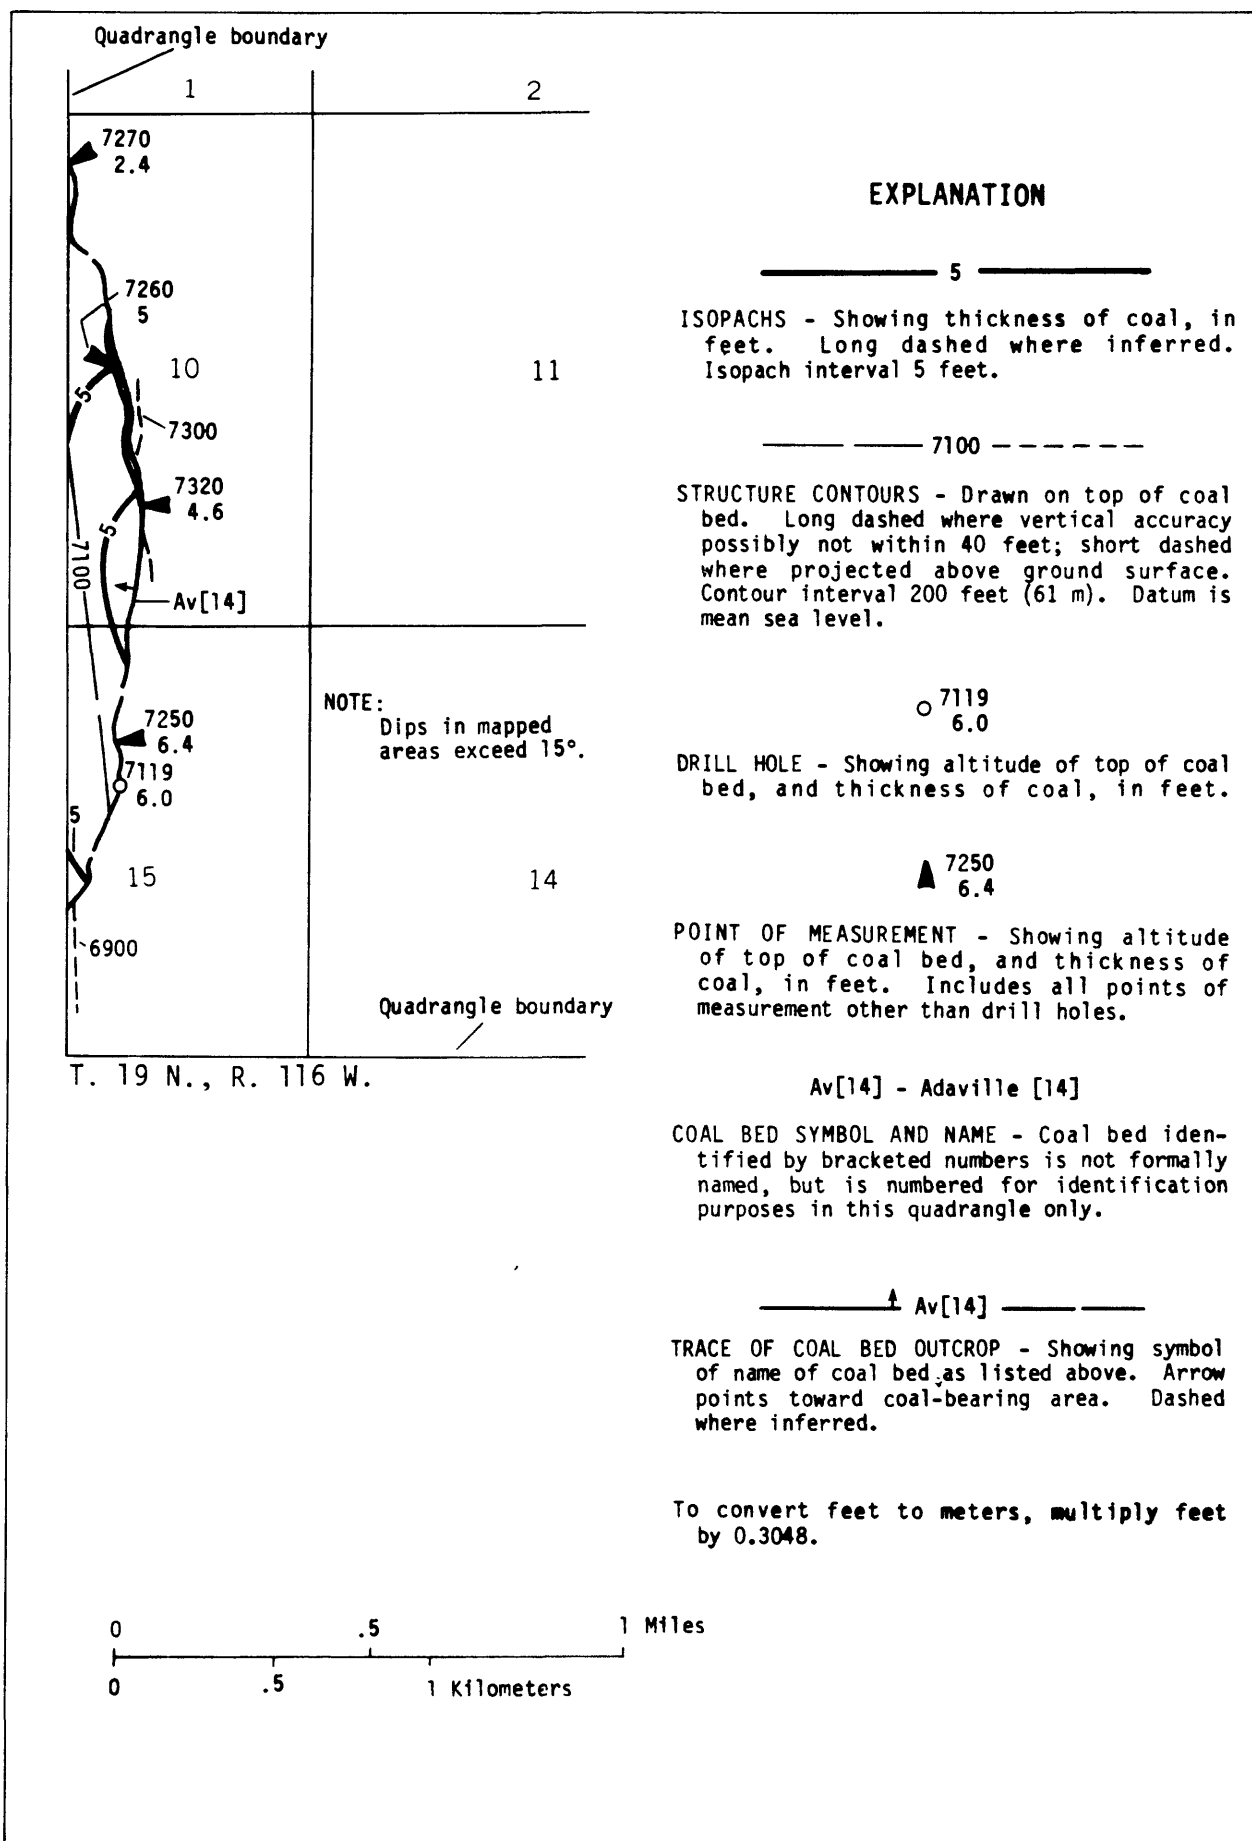 Quadrangle boundary
1
2
7270
2.4
7260
5
10
11
5
7300
7320
4.6
5
7100
Av[14]
7250
6.4
7119
6.0
5
15
14
6900
NOTE:
Dips in mapped
areas exceed 15°.
Quadrangle boundary
T. 19 N., R. 116 W.
EXPLANATION
5
ISOPACHS - Showing thickness of coal, in
feet. Long dashed where inferred.
Isopach interval 5 feet.
7100
STRUCTURE CONTOURS - Drawn on top of coal
bed. Long dashed where vertical accuracy
possibly not within 40 feet; short dashed
where projected above ground surface.
Contour interval 200 feet (61 m). Datum is
mean sea level.
7119
6.0
DRILL HOLE - Showing altitude of top of coal
bed, and thickness of coal, in feet.
7250
6.4
POINT OF MEASUREMENT - Showing altitude
of top of coal bed, and thickness of
coal, in feet. Includes all points of
measurement other than drill holes.
Av[14] - Adaville [14]
COAL BED SYMBOL AND NAME - Coal bed iden-
tified by bracketed numbers is not formally
named, but is numbered for identification
purposes in this quadrangle only.
Av[14]
TRACE OF COAL BED OUTCROP - Showing symbol
of name of coal bed as listed above. Arrow
points toward coal-bearing area. Dashed
where inferred.
To convert feet to meters, multiply feet
by 0.3048.
0 .5 1 Miles
0 .5 1 Kilometers